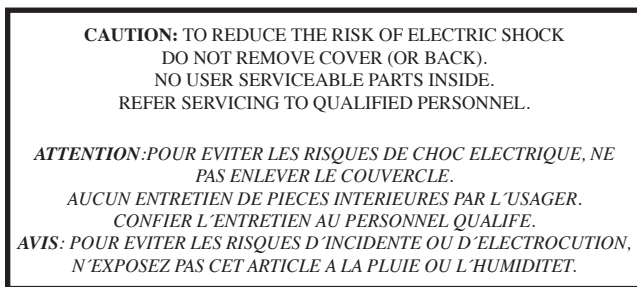 CAUTION: TO REDUCE THE RISK OF ELECTRIC SHOCK
DO NOT REMOVE COVER (OR BACK).
NO USER SERVICEABLE PARTS INSIDE.
REFER SERVICING TO QUALIFIED PERSONNEL.
ATTENTION:POUR EVITER LES RISQUES DE CHOC ELECTRIQUE, NE
PAS ENLEVER LE COUVERCLE.
AUCUN ENTRETIEN DE PIECES INTERIEURES PAR L´USAGER.
CONFIER L´ENTRETIEN AU PERSONNEL QUALIFE.
AVIS: POUR EVITER LES RISQUES D´INCIDENTE OU D´ELECTROCUTION,
N´EXPOSEZ PAS CET ARTICLE A LA PLUIE OU L´HUMIDITET.